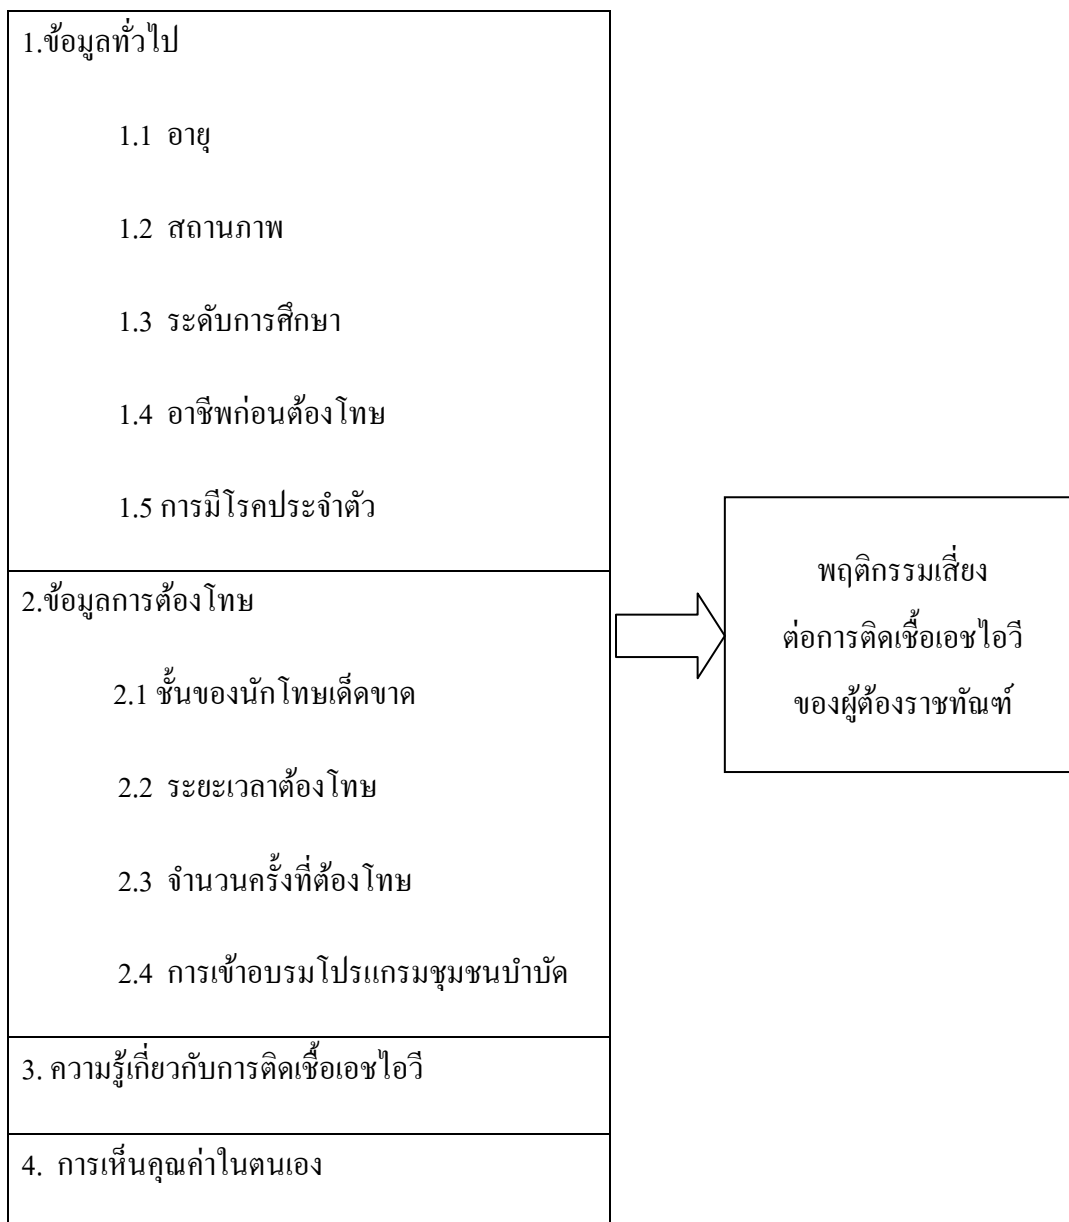 1.ข้อมูลทั่วไป
1.1 อายุ
1.2 สถานภาพ
1.3 ระดับการศึกษา
1.4 อาชีพก่อนต้องโทษ
1.5 การมีโรคประจำตัว
2.ข้อมูลการต้องโทษ
2.1 ชั้นของนักโทษเด็ดขาด
2.2 ระยะเวลาต้องโทษ
2.3 จำนวนครั้งที่ต้องโทษ
2.4 การเข้าอบรมโปรแกรมชุมชนบำบัด
3. ความรู้เกี่ยวกับการติดเชื้อเอชไอวี
4. การเห็นคุณค่าในตนเอง
พฤติกรรมเสี่ยง
ต่อการติดเชื้อเอชไอวี
ของผู้ต้องราชทัณฑ์